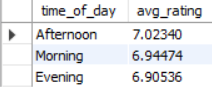 time_of_day avg_rating
Afternoon 7.02340
Morning 6.94474
Evening 6.90536